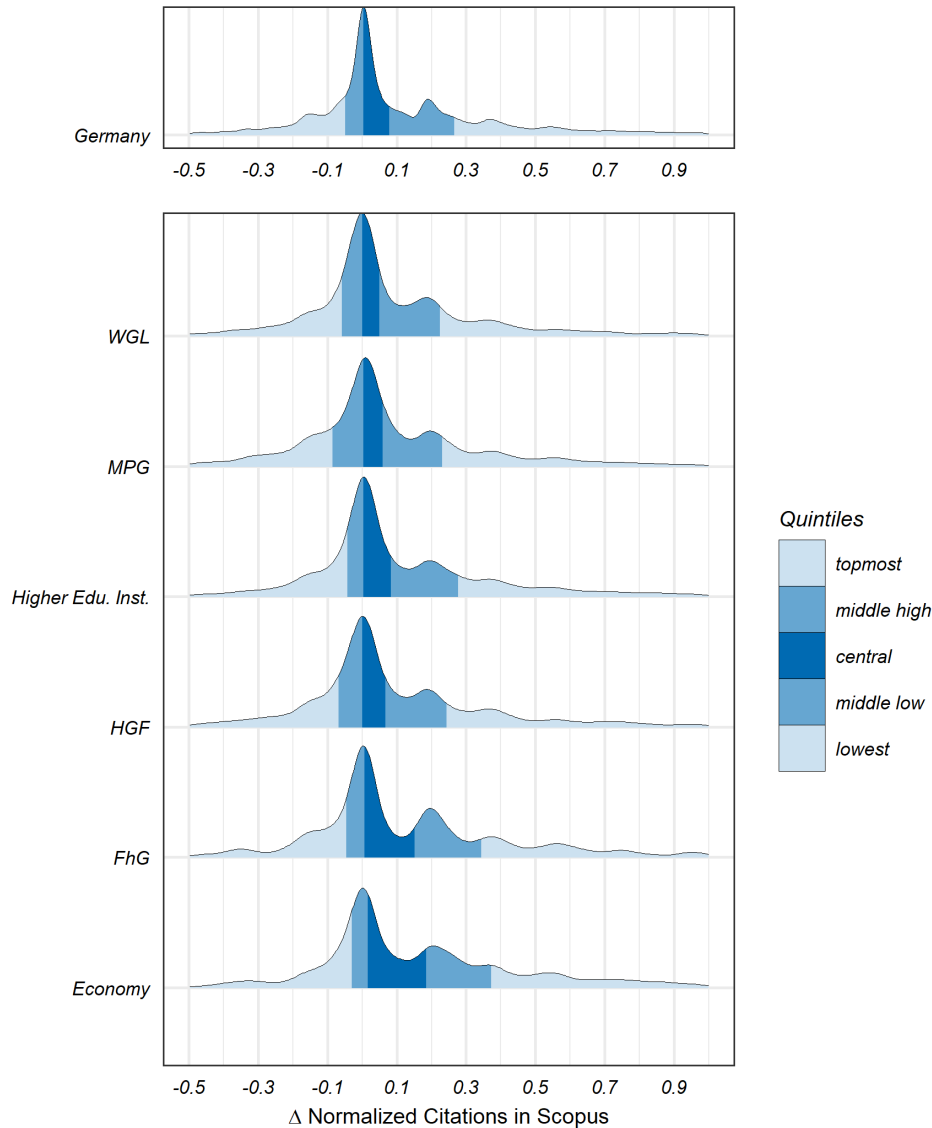 Germany
-0.5 -0.3 -0.1 0.1 0.3 0.5 0.7 0.9
WGL
MPG
Higher Edu. Inst.
HGF
FhG
Economy
-0.5 -0.3 -0.1 0.1 0.3 0.5 0.7 0.9
Δ Normalized Citations in Scopus
Quintiles
topmost
middle high
central
middle low
lowest